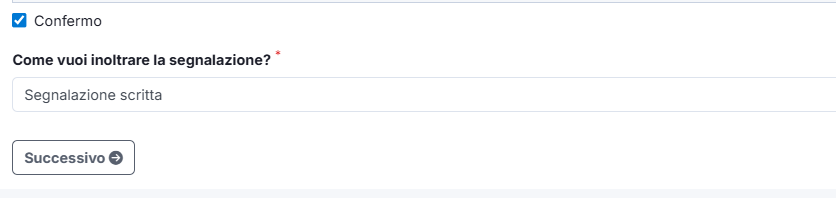 Confermo
Come vuoi inoltrare la segnalazione? *
Segnalazione scritta
Successivo